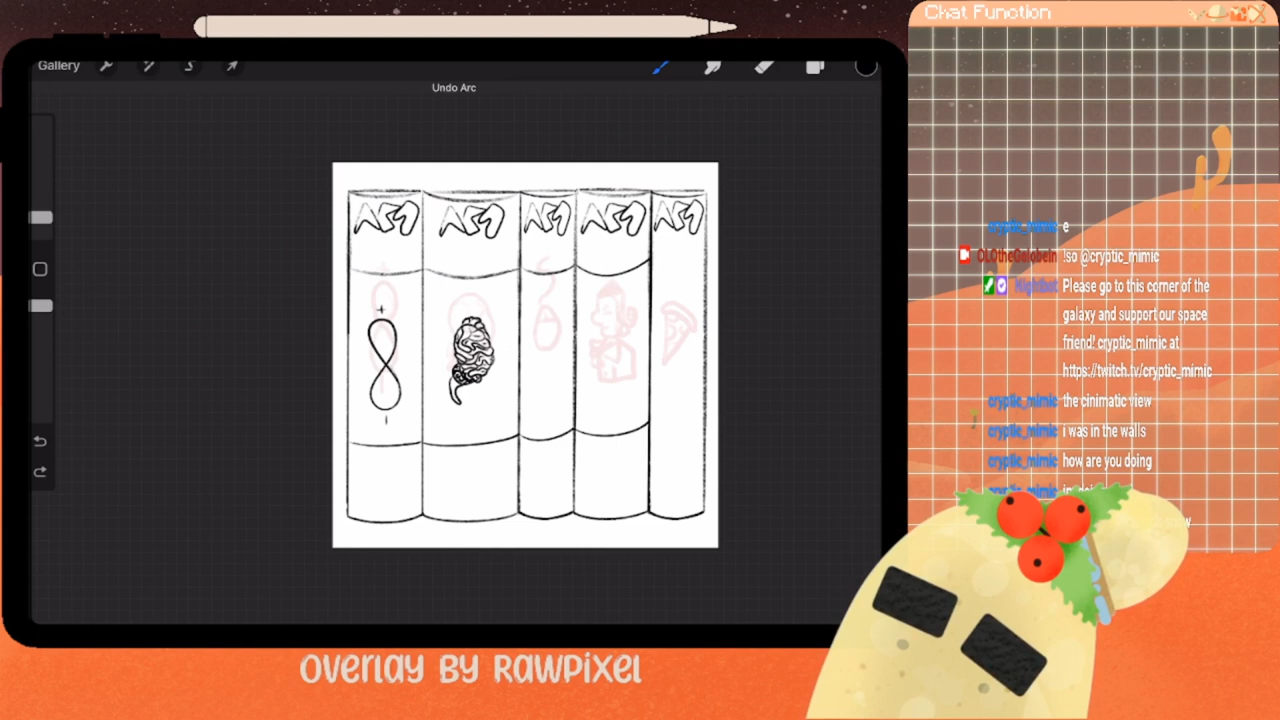 Chat Function
Gallery
Undo Arc
cryptic_mimic e
OLOtheGlobein !so @cryptic_mimic
Nightbot Please go to this corner of the
galaxy and support our space
friend! cryptic_mimic at
https://twitch.tv/cryptic_mimic
cryptic_mimic the cinimatic view
cryptic_mimic i was in the walls
cryptic_mimic how are you doing
cryptic_mimic
Overlay by Rawpixel